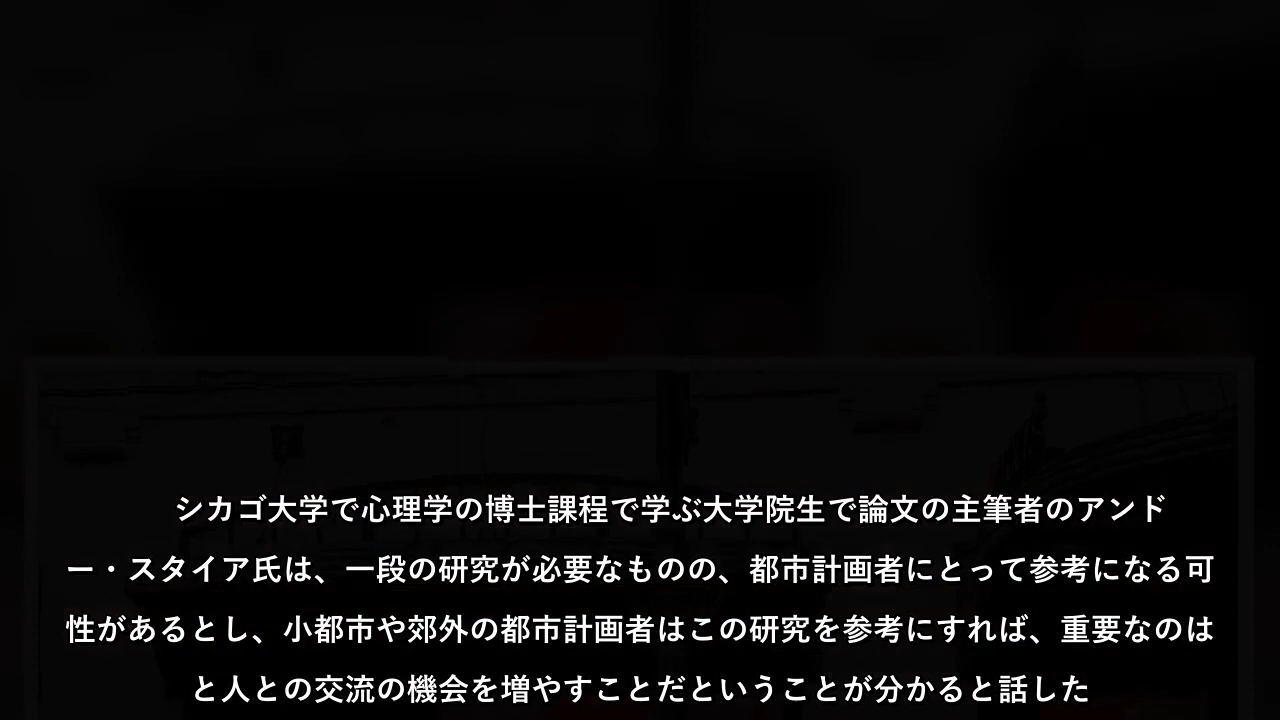 シカゴ大学で心理学の博士課程で学ぶ大学院生で論文の主筆者のアンド
ー・スタイア氏は、一段の研究が必要なものの、都市計画者にとって参考になる可
性があるとし、小都市や郊外の都市計画者はこの研究を参考にすれば、重要なのは
と人との交流の機会を増やすことだということが分かると話した